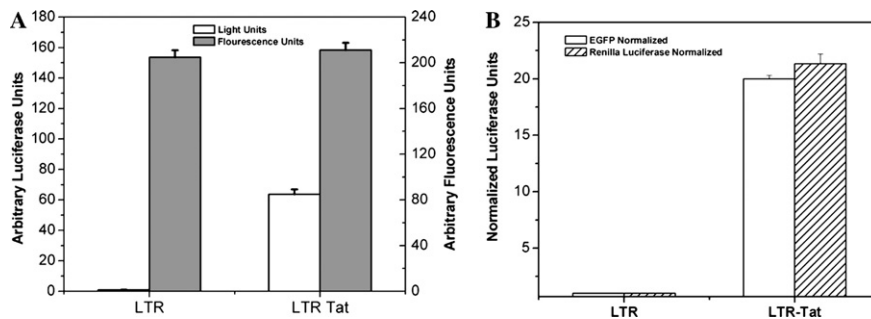 A
Light Units
Flourescence Units
Arbitrary Luciferase Units
180
160
140
120
100
80
60
40
20
0
240
200
160
120
80
40
0
Arbitrary Fluorescence Units
LTR
LTR Tat
B
EGFP Normalized
Renilla Luciferase Normalized
Normalized Luciferase Units
25
20
15
10
5
LTR
LTR-Tat